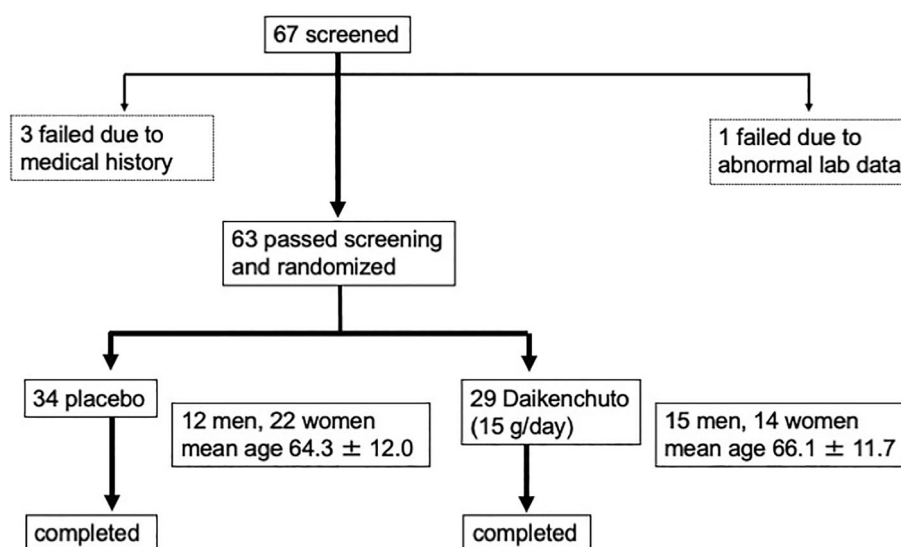 67 screened
3 failed due to
medical history
1 failed due to
abnormal lab data
63 passed screening
and randomized
34 placebo
12 men, 22 women
mean age 64.3 ± 12.0
29 Daikenchuto
(15 g/day)
15 men, 14 women
mean age 66.1 ± 11.7
completed
completed